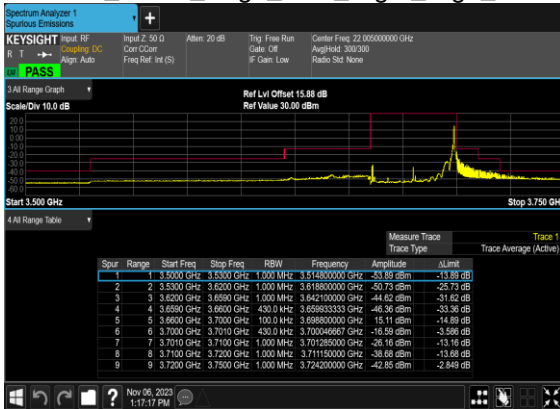 Spectrum Analyzer 1
Spurious Emissions
+
KEYSIGHT Input: RF Input Z: 50 Ω Atten: 20 dB Trig: Free Run Center Freq: 22.005000000 GHz
R T Coupling: DC Corr CCorr Gate: Off Avg|Hold: 300/300
Align: Auto Freq Ref: Int (S) IF Gain: Low Radio Std: None
PASS
3 All Range Graph Ref Lvl Offset 15.88 dB
Scale/Div 10.0 dB Ref Value 30.00 dBm
20.0
10.0
0.00
-10.0
-20.0
-30.0
-40.0
-50.0
-60.0
Start 3.500 GHz Stop 3.750 GH
4 All Range Table
Measure Trace Trace 1
Trace Type Trace Average (Active)
Spur Range Start Freq Stop Freq RBW Frequency Amplitude ΔLimit
1 1 3.5000 GHz 3.5300 GHz 1.000 MHz 3.514800000 GHz -53.89 dBm -13.89 dB
2 2 3.5300 GHz 3.6200 GHz 1.000 MHz 3.618800000 GHz -50.73 dBm -25.73 dB
3 3 3.6200 GHz 3.6590 GHz 1.000 MHz 3.642100000 GHz -44.62 dBm -31.62 dB
4 4 3.6590 GHz 3.6600 GHz 430.0 kHz 3.659933333 GHz -46.36 dBm -33.36 dB
5 5 3.6600 GHz 3.7000 GHz 100.0 kHz 3.698800000 GHz 15.11 dBm -14.89 dB
6 6 3.7000 GHz 3.7010 GHz 430.0 kHz 3.700046667 GHz -16.59 dBm -3.586 dB
7 7 3.7010 GHz 3.7100 GHz 1.000 MHz 3.701285000 GHz -26.16 dBm -13.16 dB
8 8 3.7100 GHz 3.7200 GHz 1.000 MHz 3.711150000 GHz -38.68 dBm -13.68 dB
9 9 3.7200 GHz 3.7500 GHz 1.000 MHz 3.724200000 GHz -42.85 dBm -2.849 dB
? Nov 06, 2023
1:17:17 PM